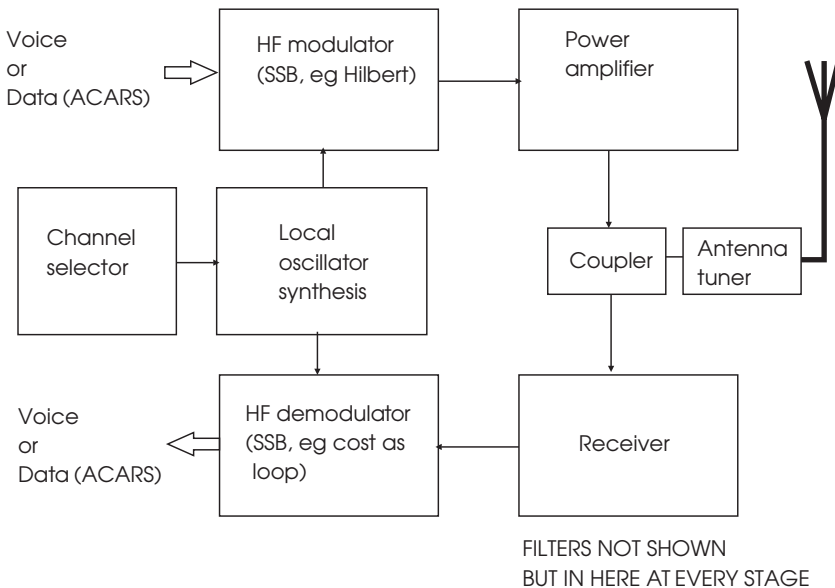 Voice
or
Data (ACARS)
HF modulator
(SSB, eg Hilbert)
Power
amplifier
Channel
selector
Local
oscillator
synthesis
Coupler
Antenna
tuner
Voice
or
Data (ACARS)
HF demodulator
(SSB, eg cost as
loop)
Receiver
FILTERS NOT SHOWN
BUT IN HERE AT EVERY STAGE